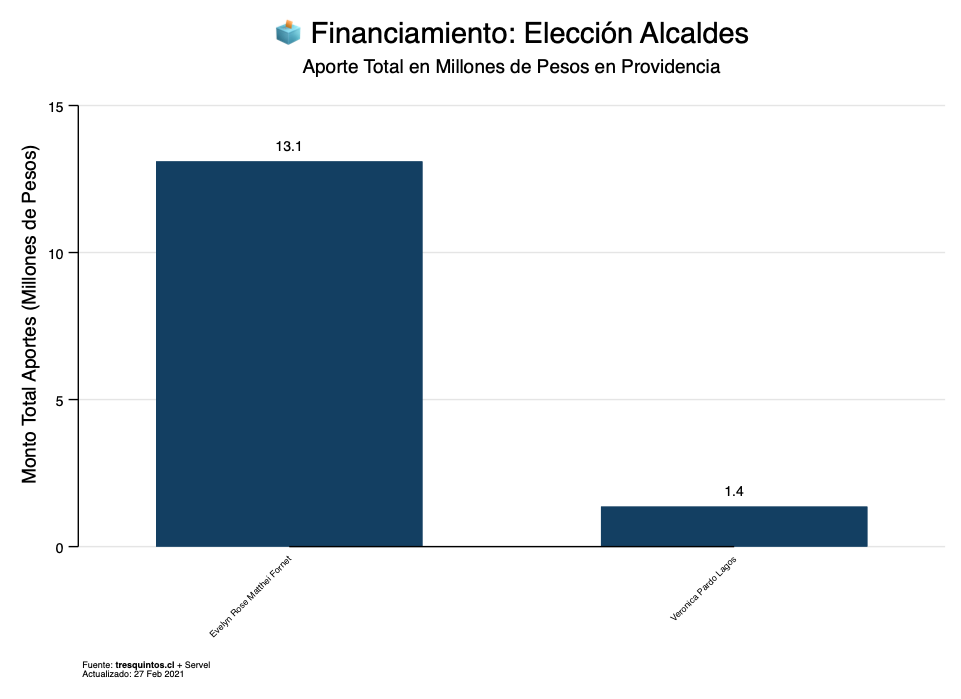 Financiamiento: Elección Alcaldes
Aporte Total en Millones de Pesos en Providencia
Monto Total Aportes (Millones de Pesos)
15
10
5
0
13.1
1.4
Evelyn Rose Matthei Fornet
Veronica Pardo Lagos
Fuente: tresquintos.cl + Servel
Actualizado: 27 Feb 2021